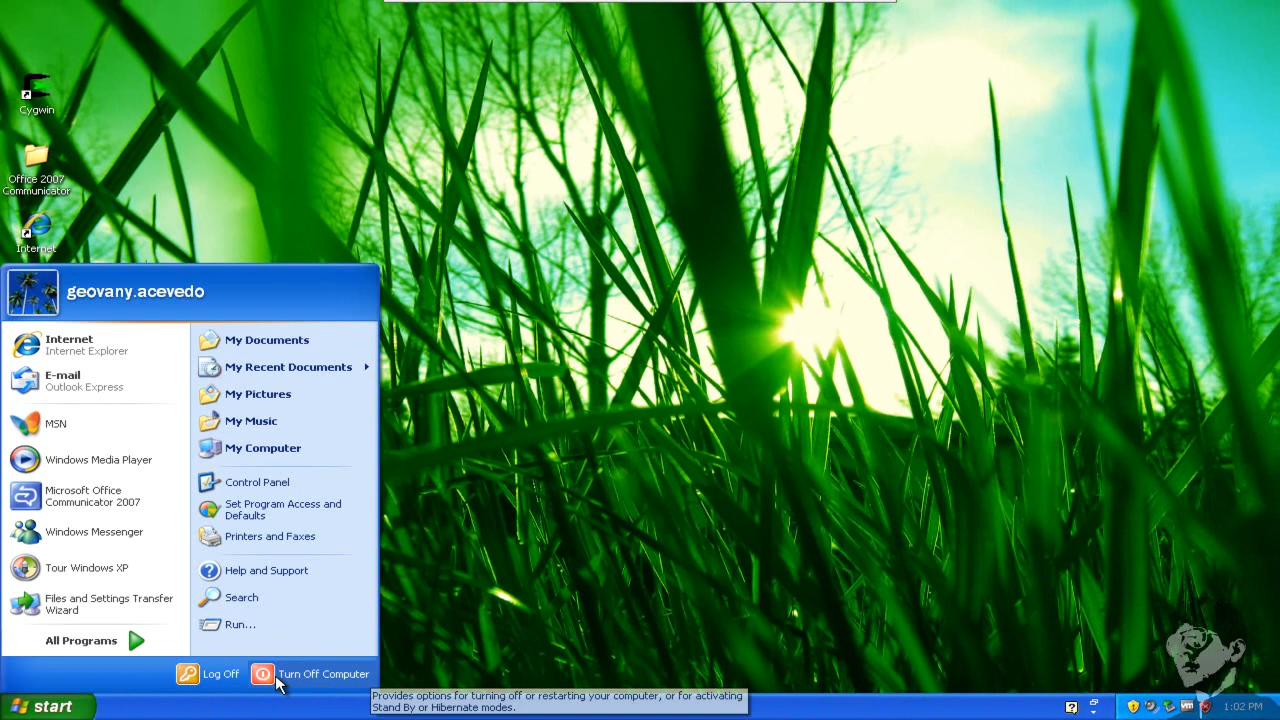 Cygwin
Office 2007
Communicator
Internet
geovany.acevedo
Internet
Internet Explorer
E-mail
Outlook Express
MSN
Windows Media Player
Microsoft Office
Communicator 2007
Windows Messenger
Tour Windows XP
Files and Settings Transfer
Wizard
All Programs
My Documents
My Recent Documents
My Pictures
My Music
My Computer
Control Panel
Set Program Access and
Defaults
Printers and Faxes
Help and Support
Search
Run...
Log Off
Turn Off Computer
Provides options for turning off or restarting your computer, or for activating
Stand By or Hibernate modes.
start
1:02 PM